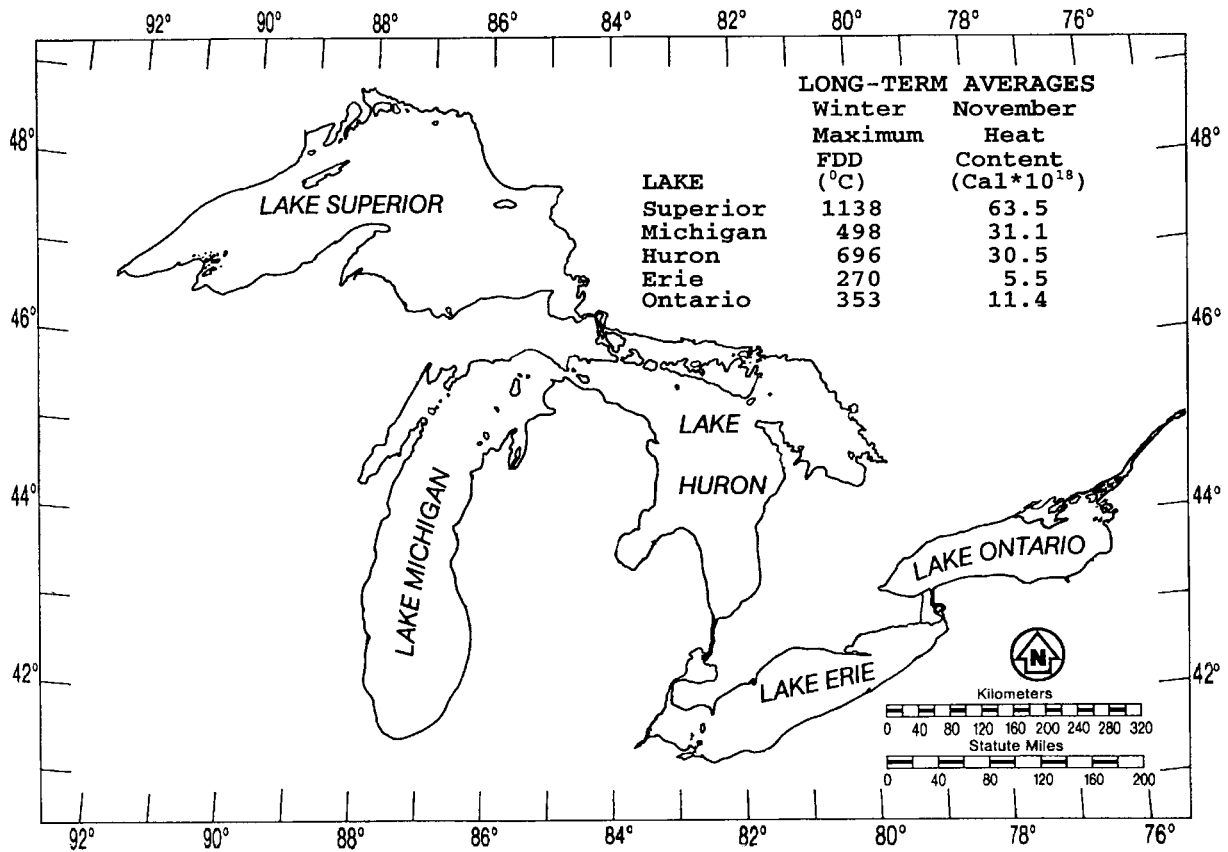 92° 90° 88° 86° 84° 82° 80° 78° 76°
LONG-TERM AVERAGES
Winter November
Maximum Heat
FDD Content
LAKE (⁰C) (Cal*10¹⁸)
Superior 1138 63.5
Michigan 498 31.1
Huron 696 30.5
Erie 270 5.5
Ontario 353 11.4
48° 48°
LAKE SUPERIOR
46° 46°
LAKE
HURON
44° 44°
LAKE MICHIGAN
LAKE ONTARIO
42° 42°
LAKE ERIE
N
Kilometers
0 40 80 120 160 200 240 280 320
Statute Miles
0 40 80 120 160 200
92° 90° 88° 86° 84° 82° 80° 78° 76°